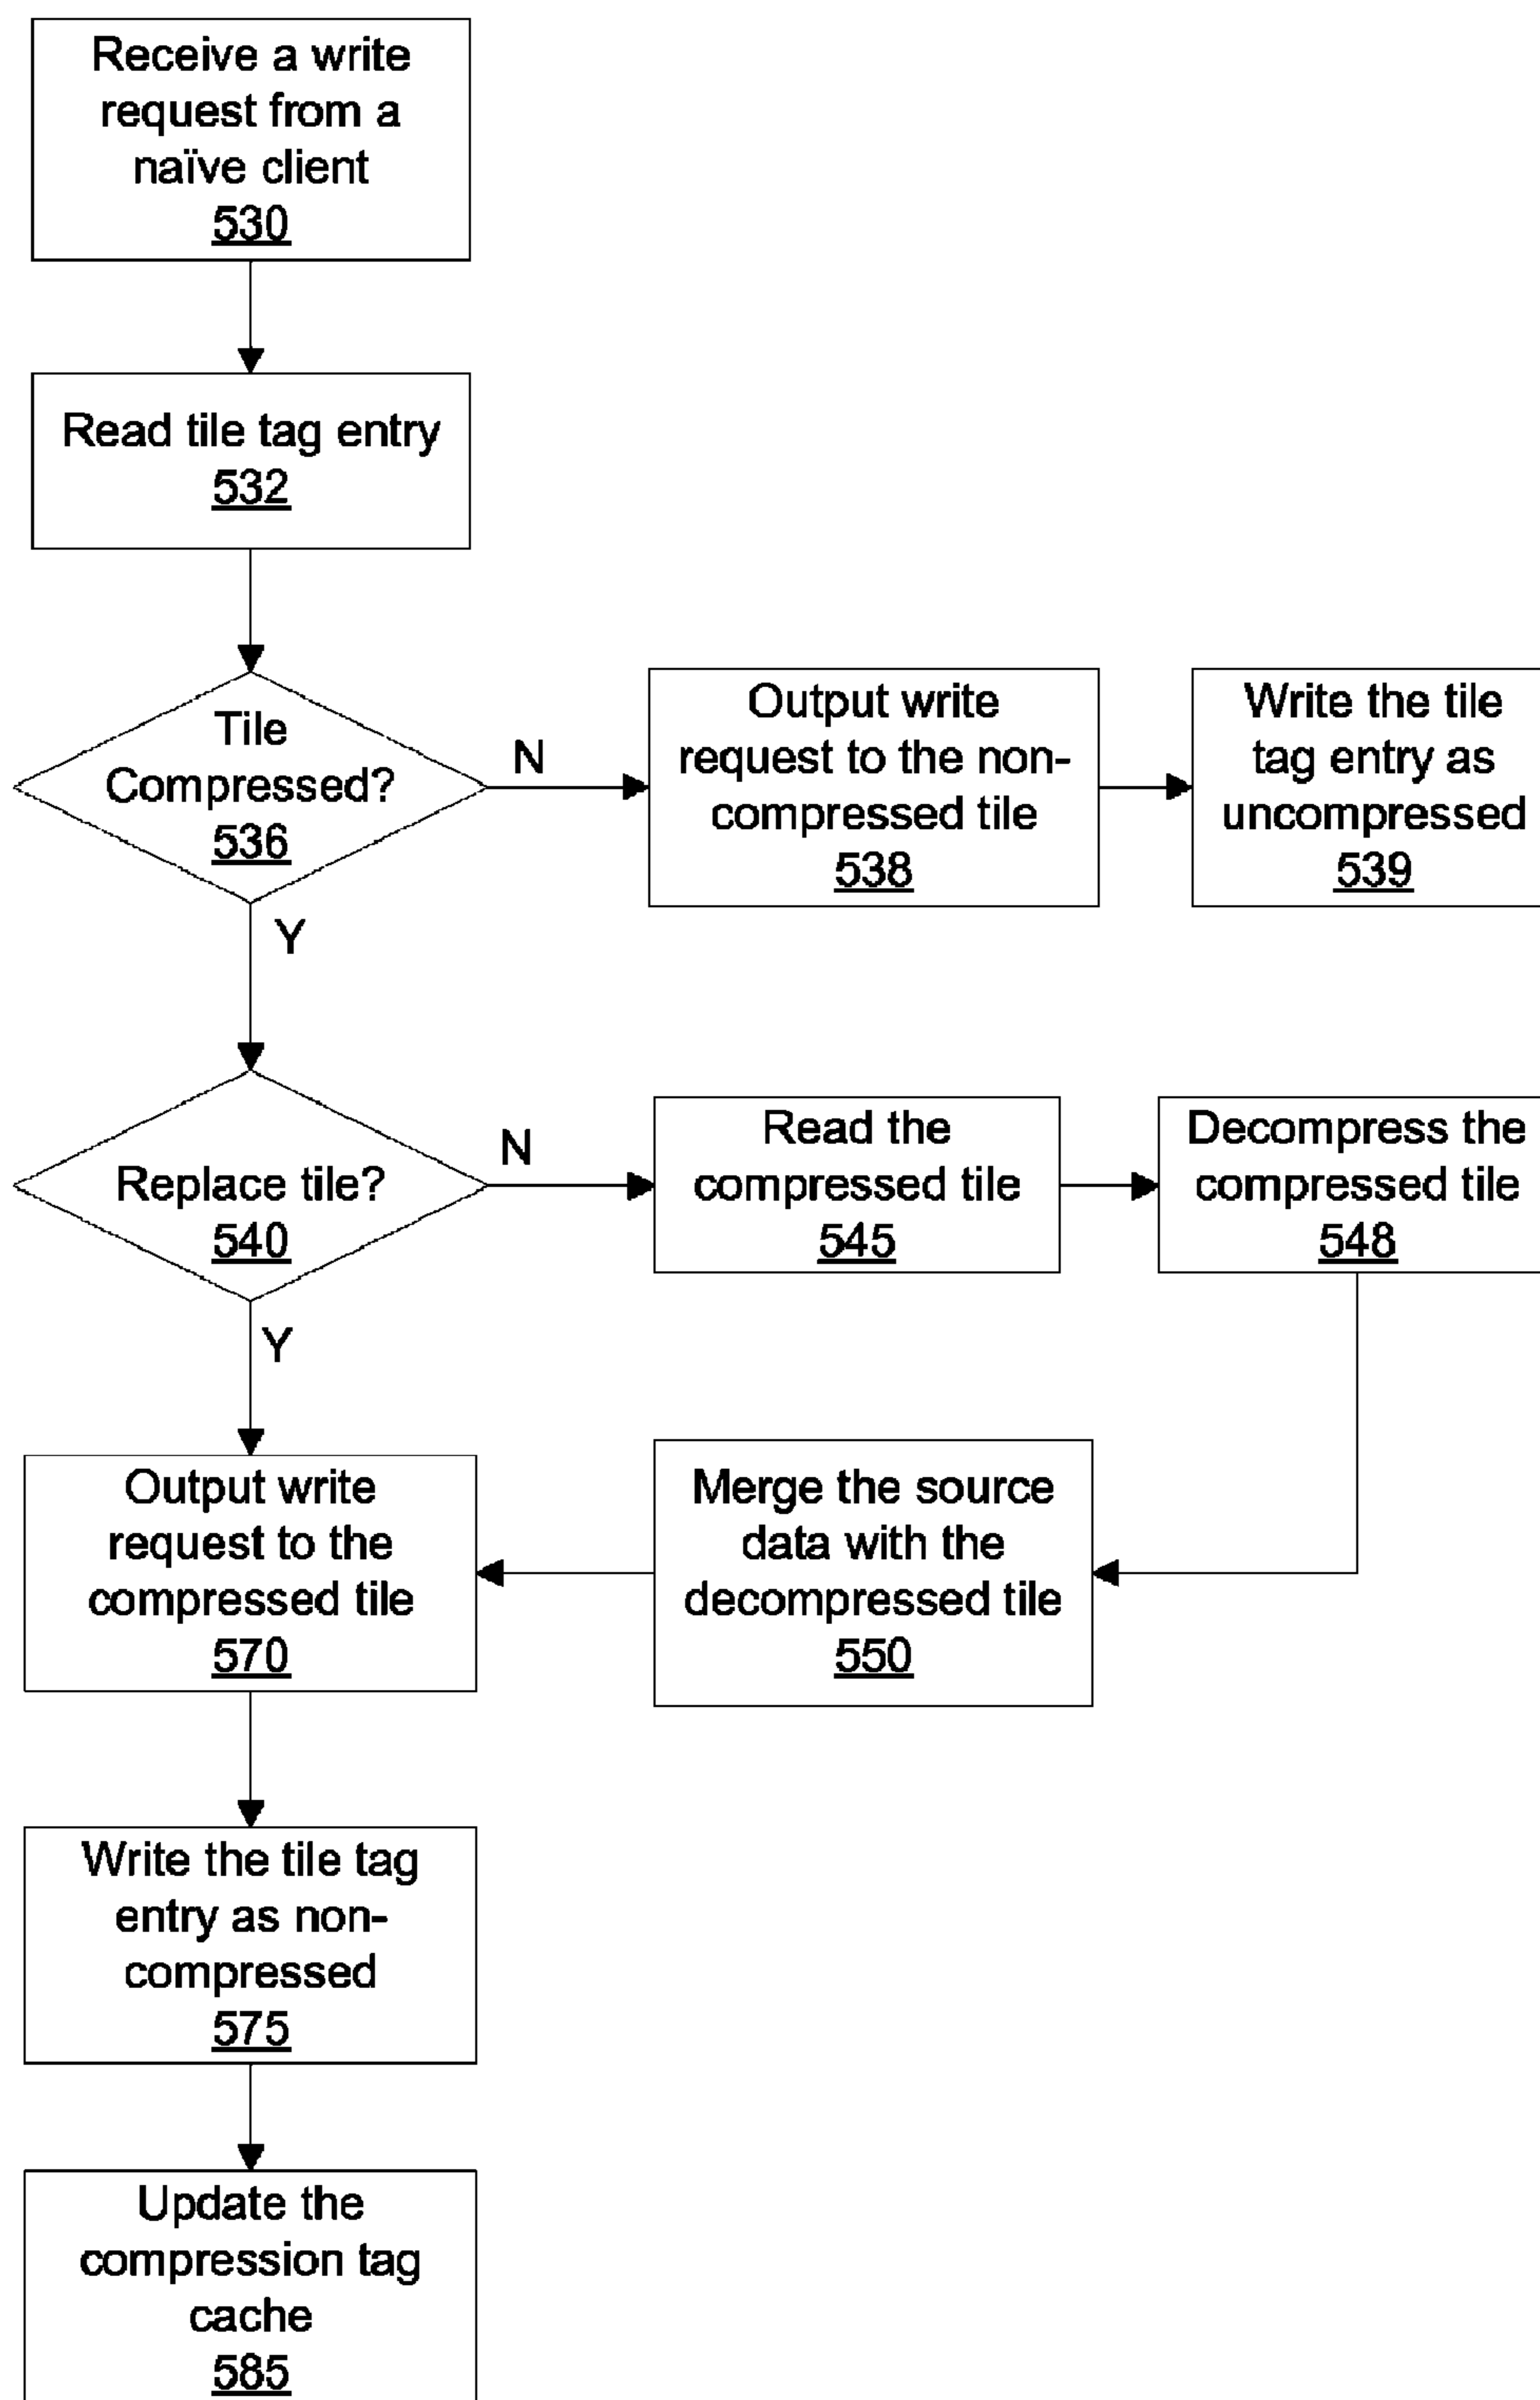 Receive a write
request from a
naïve client
530
Read tile tag entry
532
Tile
Compressed?
536
N
Output write
request to the non-
compressed tile
538
Write the tile
tag entry as
uncompressed
539
Y
Replace tile?
540
N
Read the
compressed tile
545
Decompress the
compressed tile
548
Y
Output write
request to the
compressed tile
570
Merge the source
data with the
decompressed tile
550
Write the tile tag
entry as non-
compressed
575
Update the
compression tag
cache
585